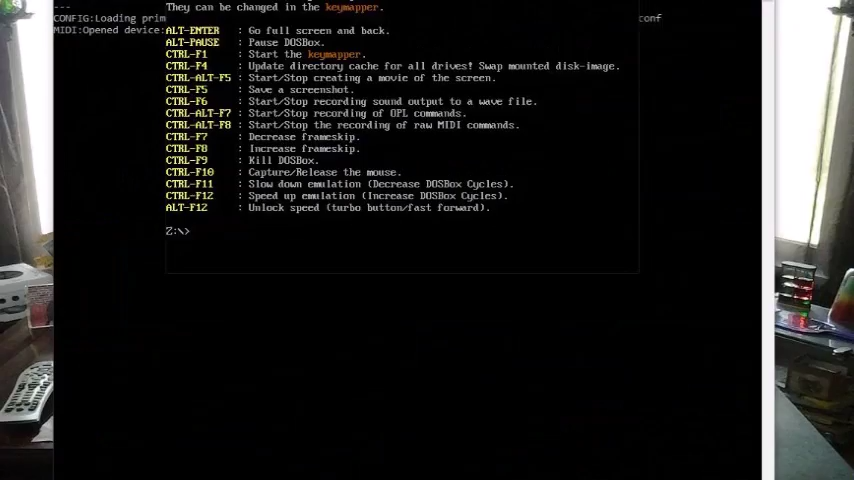 They can be changed in the keymapper.
---
CONFIG:Loading prim
conf
MIDI:Opened device:
ALT-ENTER : Go full screen and back.
ALT-PAUSE : Pause DOSBox.
CTRL-F1 : Start the keymapper.
CTRL-F4 : Update directory cache for all drives! Swap mounted disk-image.
CTRL-ALT-F5 : Start/Stop creating a movie of the screen.
CTRL-F5 : Save a screenshot.
CTRL-F6 : Start/Stop recording sound output to a wave file.
CTRL-ALT-F7 : Start/Stop recording of OPL commands.
CTRL-ALT-F8 : Start/Stop the recording of raw MIDI commands.
CTRL-F7 : Decrease frameskip.
CTRL-F8 : Increase frameskip.
CTRL-F9 : Kill DOSBox.
CTRL-F10 : Capture/Release the mouse.
CTRL-F11 : Slow down emulation (Decrease DOSBox Cycles).
CTRL-F12 : Speed up emulation (Increase DOSBox Cycles).
ALT-F12 : Unlock speed (turbo button/fast forward).
Z:\>